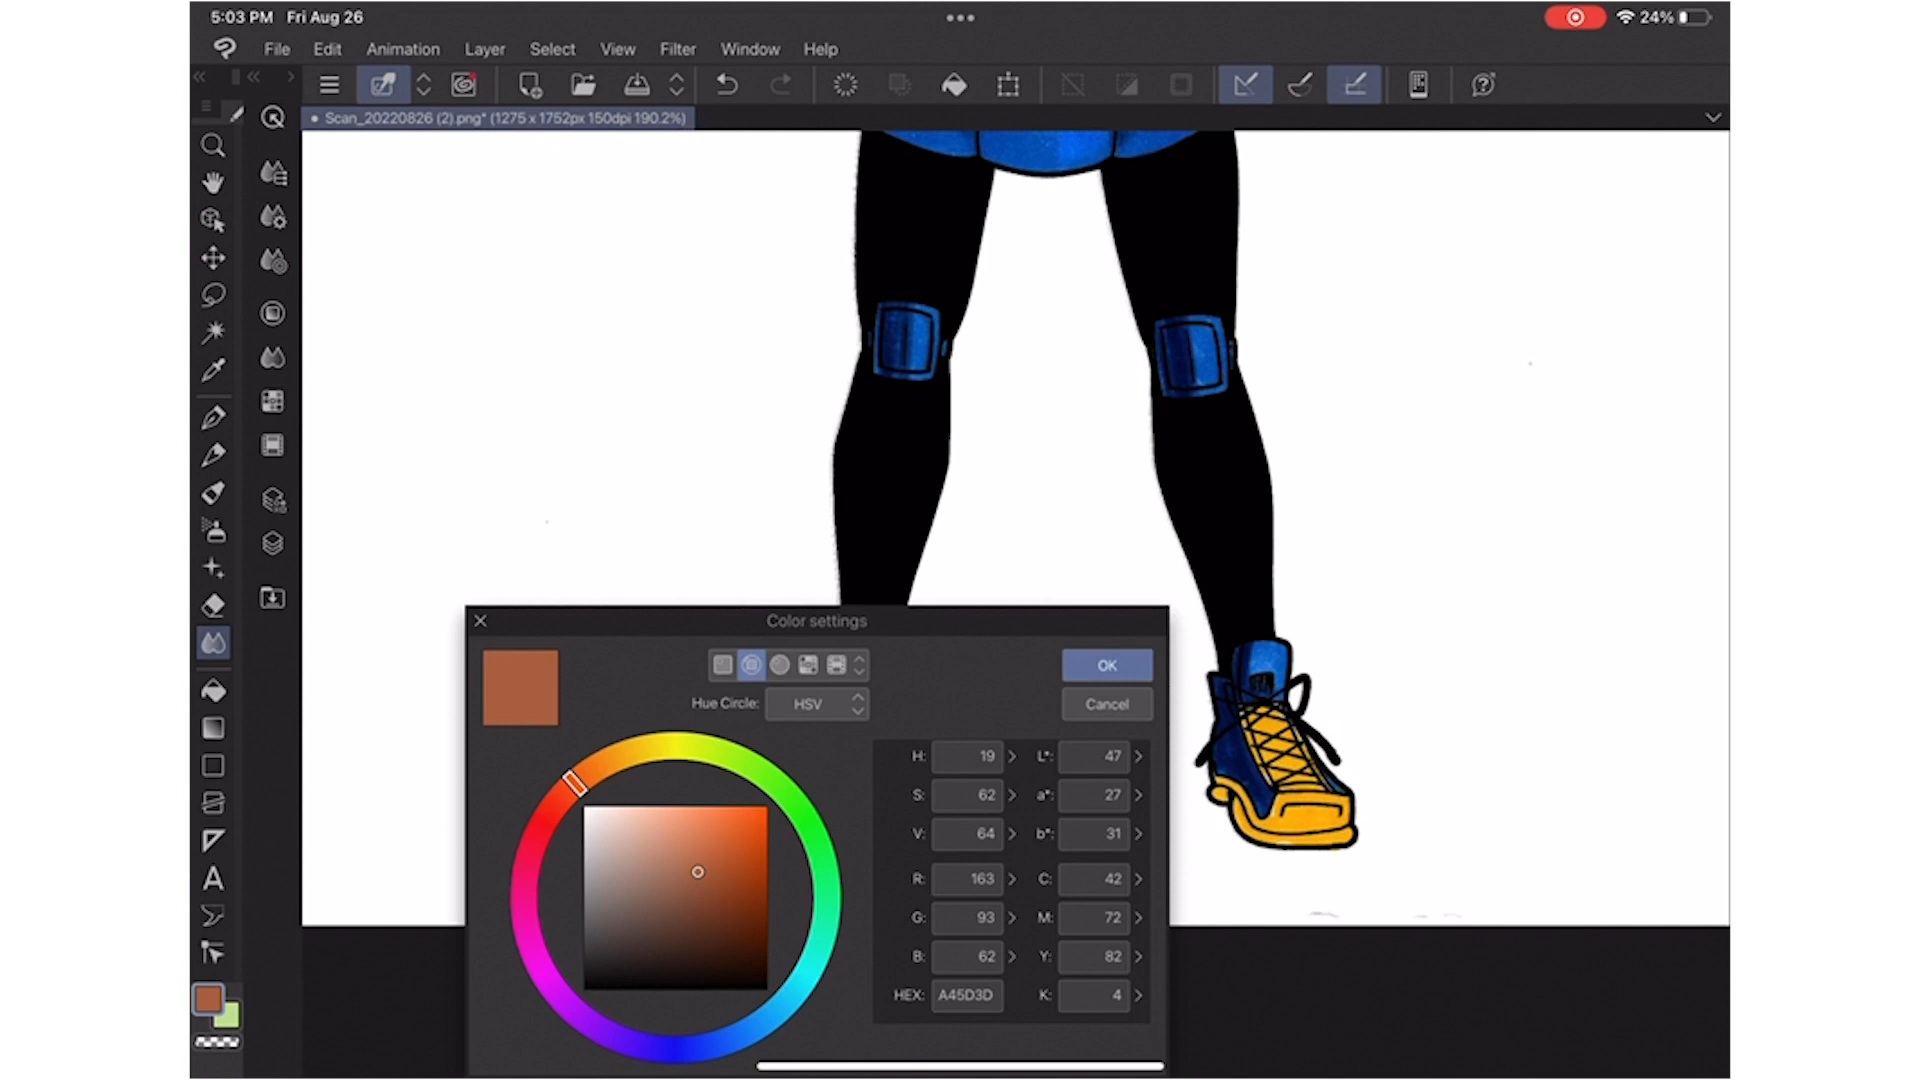 5:03 PM Fri Aug 26
24%
File Edit Animation Layer Select View Filter Window Help
Scan_20220826 (2).png* (1275 x 1752px 150dpi 190.2%)
Color settings
OK
Hue Circle: HSV
Cancel
H: 19 L*: 47
S: 62 a*: 27
V: 64 b*: 31
R: 163 C: 42
G: 93 M: 72
B: 62 Y: 82
HEX: A45D3D K: 4